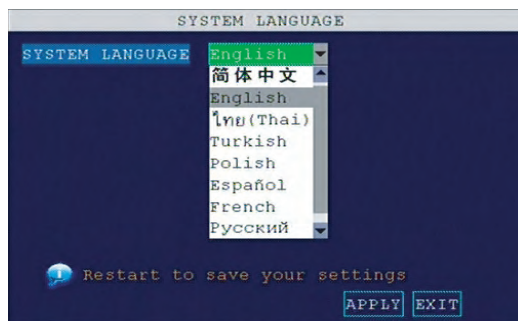 SYSTEM LANGUAGE
SYSTEM LANGUAGE English
简体中文
English
ไทย(Thai)
Turkish
Polish
Español
French
Русский
Restart to save your settings
APPLY EXIT